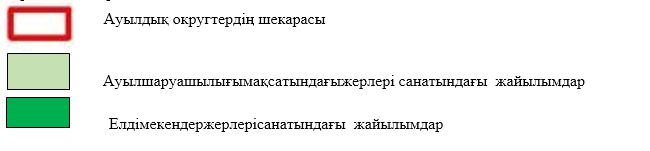 Ауылдық округтердің шекарасы
Ауылшаруашылығымақсатындағыжерлері санатындағы жайылымдар
Елдімекендержерлерісанатындағы жайылымдар